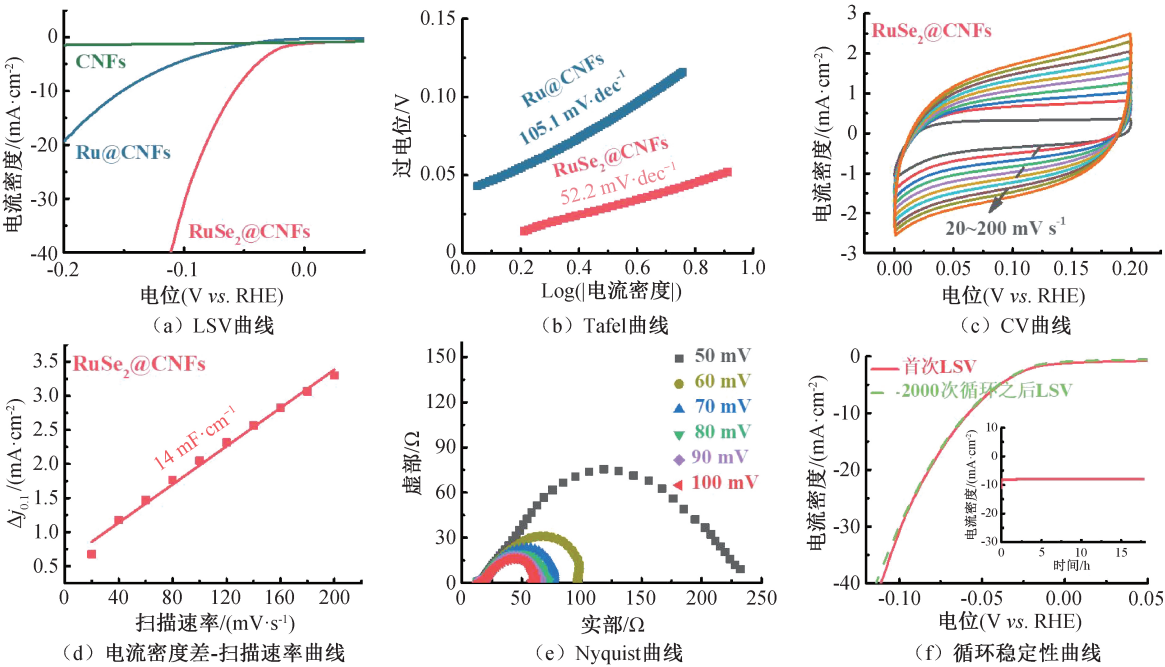 0
-10
-20
-30
-40
-0.2
-0.1
0.0
CNFs
Ru@CNFs
RuSe₂@CNFs
电流密度/(mA·cm⁻²)
电位(V vs. RHE)
(a)LSV曲线
0.15
0.10
0.05
0.00
0.0
0.2
0.4
0.6
0.8
1.0
Ru@CNFs
105.1 mV·dec⁻¹
RuSe₂@CNFs
52.2 mV·dec⁻¹
过电位/V
Log(|电流密度|)
(b)Tafel曲线
3
2
1
0
-1
-2
-3
0.00
0.05
0.10
0.15
0.20
RuSe₂@CNFs
20~200 mV s⁻¹
电流密度/(mA·cm⁻²)
电位(V vs. RHE)
(c)CV曲线
3.5
3.0
2.5
2.0
1.5
1.0
0.5
0
40
80
120
160
200
RuSe₂@CNFs
14 mF·cm⁻¹
Δj₀.₁/(mA·cm⁻²)
扫描速率/(mV·s⁻¹)
(d)电流密度差-扫描速率曲线
150
120
90
60
30
0
0
50
100
150
200
250
50 mV
60 mV
70 mV
80 mV
90 mV
100 mV
虚部/Ω
实部/Ω
(e)Nyquist曲线
0
-10
-20
-30
-40
-0.10
-0.05
0.00
0.05
首次LSV
2000次循环之后LSV
10
0
-10
-20
-30
0
5
10
15
电流密度/(mA·cm⁻²)
时间/h
电流密度/(mA·cm⁻²)
电位(V vs. RHE)
(f)循环稳定性曲线